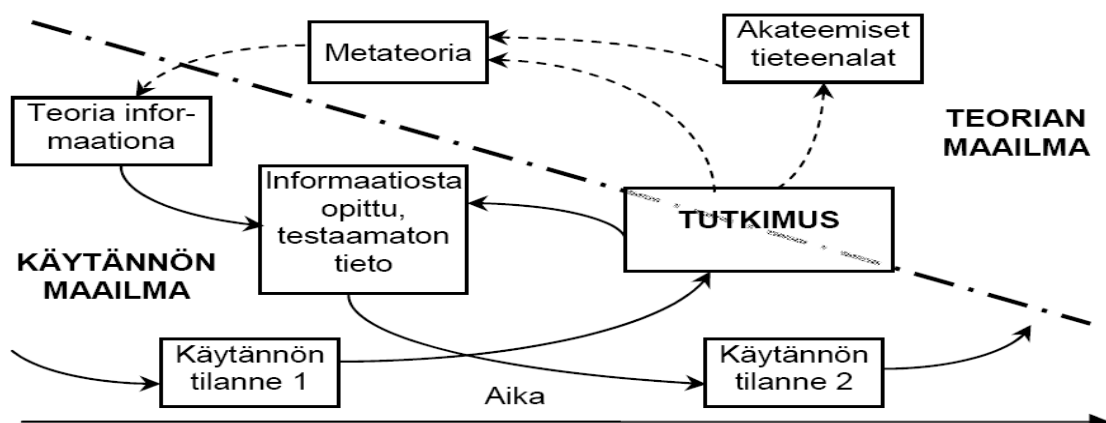 Metateoria
Akateemiset
tieteenalat
Teoria infor-
maationa
TEORIAN
MAAILMA
Informaatiosta
opittu,
testaamaton
tieto
TUTKIMUS
KÄYTÄNNÖN
MAAILMA
Käytännön
tilanne 1
Käytännön
tilanne 2
Aika